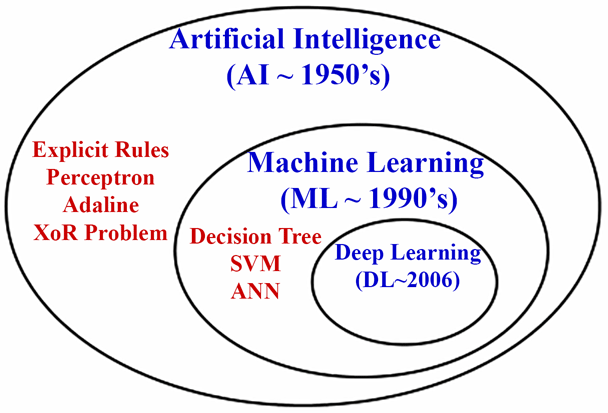 Artificial Intelligence
(AI ~ 1950's)
Explicit Rules
Perceptron
Adaline
XoR Problem
Machine Learning
(ML ~ 1990's)
Decision Tree
SVM
ANN
Deep Learning
(DL~2006)